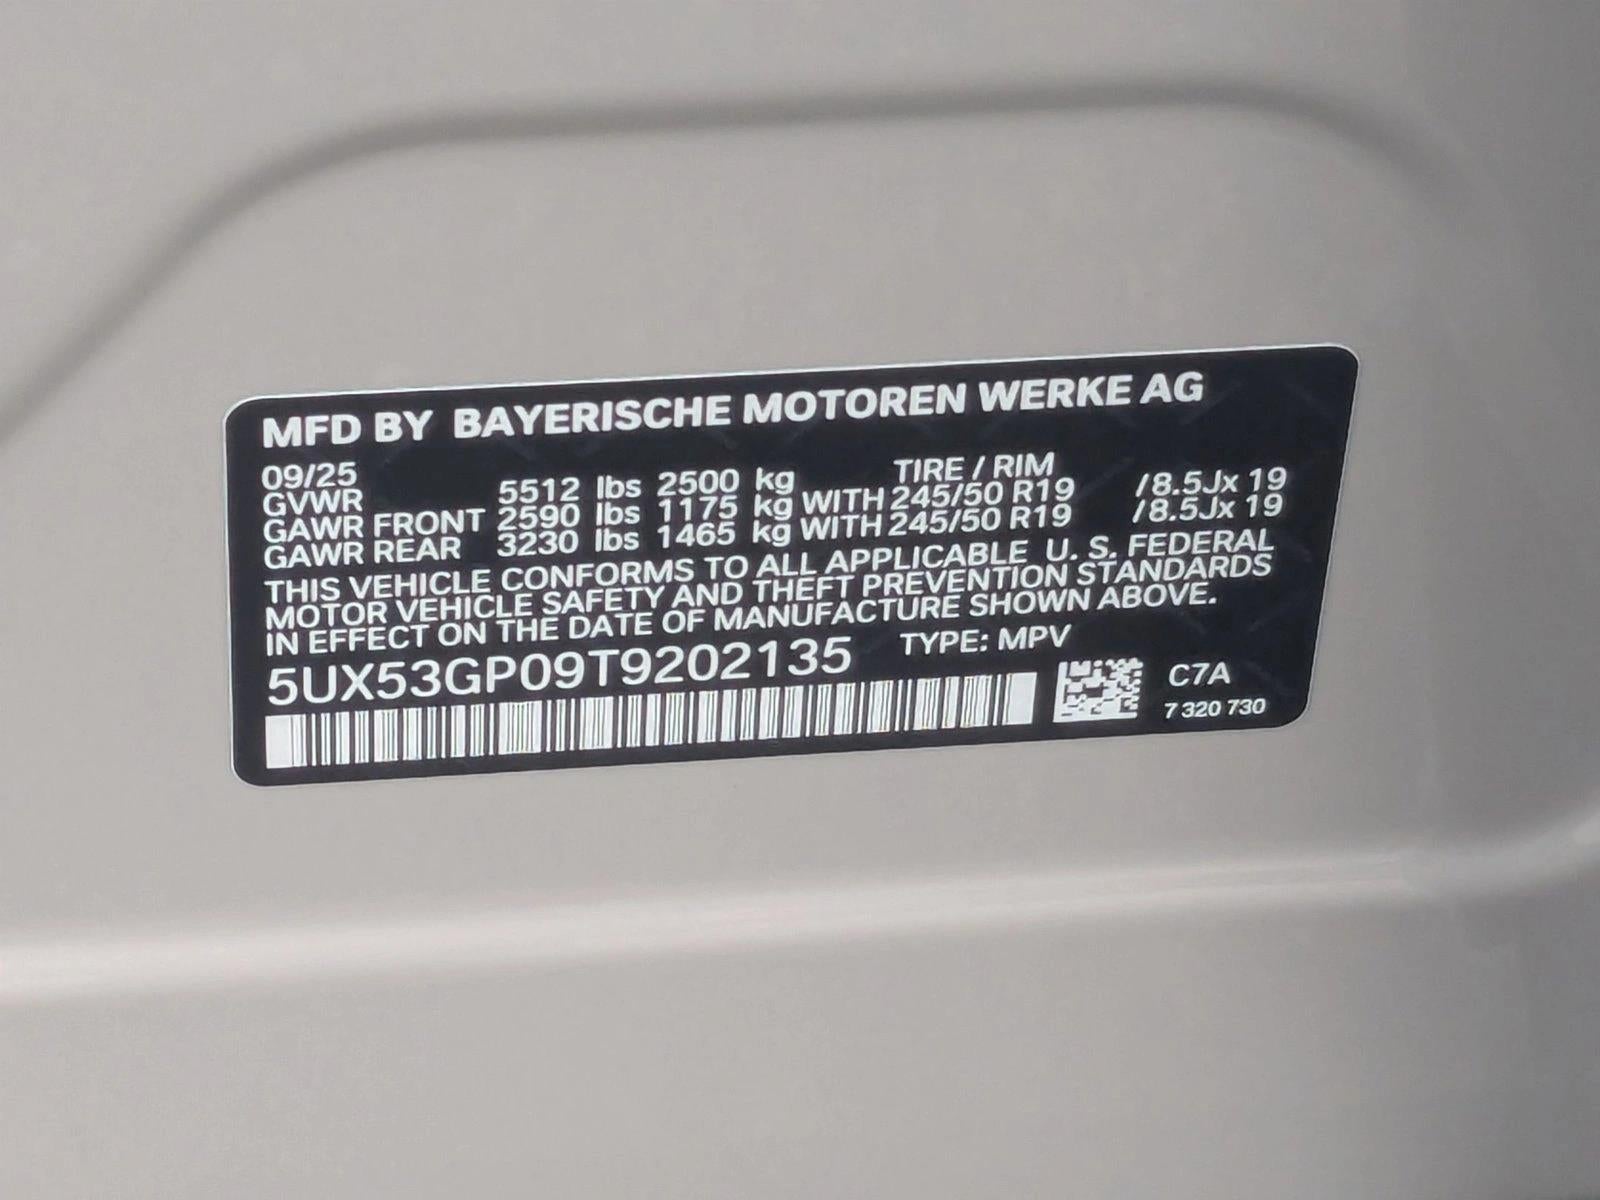 MFD BY BAYERISCHE MOTOREN WERKE AG
09/25 TIRE / RIM
GVWR 5512 lbs 2500 kg
GAWR FRONT 2590 lbs 1175 kg WITH 245/50 R19 /8.5Jx 19
GAWR REAR 3230 lbs 1465 kg WITH 245/50 R19 /8.5Jx 19
THIS VEHICLE CONFORMS TO ALL APPLICABLE U. S. FEDERAL
MOTOR VEHICLE SAFETY AND THEFT PREVENTION STANDARDS
IN EFFECT ON THE DATE OF MANUFACTURE SHOWN ABOVE.
5UX53GP09T9202135 TYPE: MPV
C7A
7 320 730